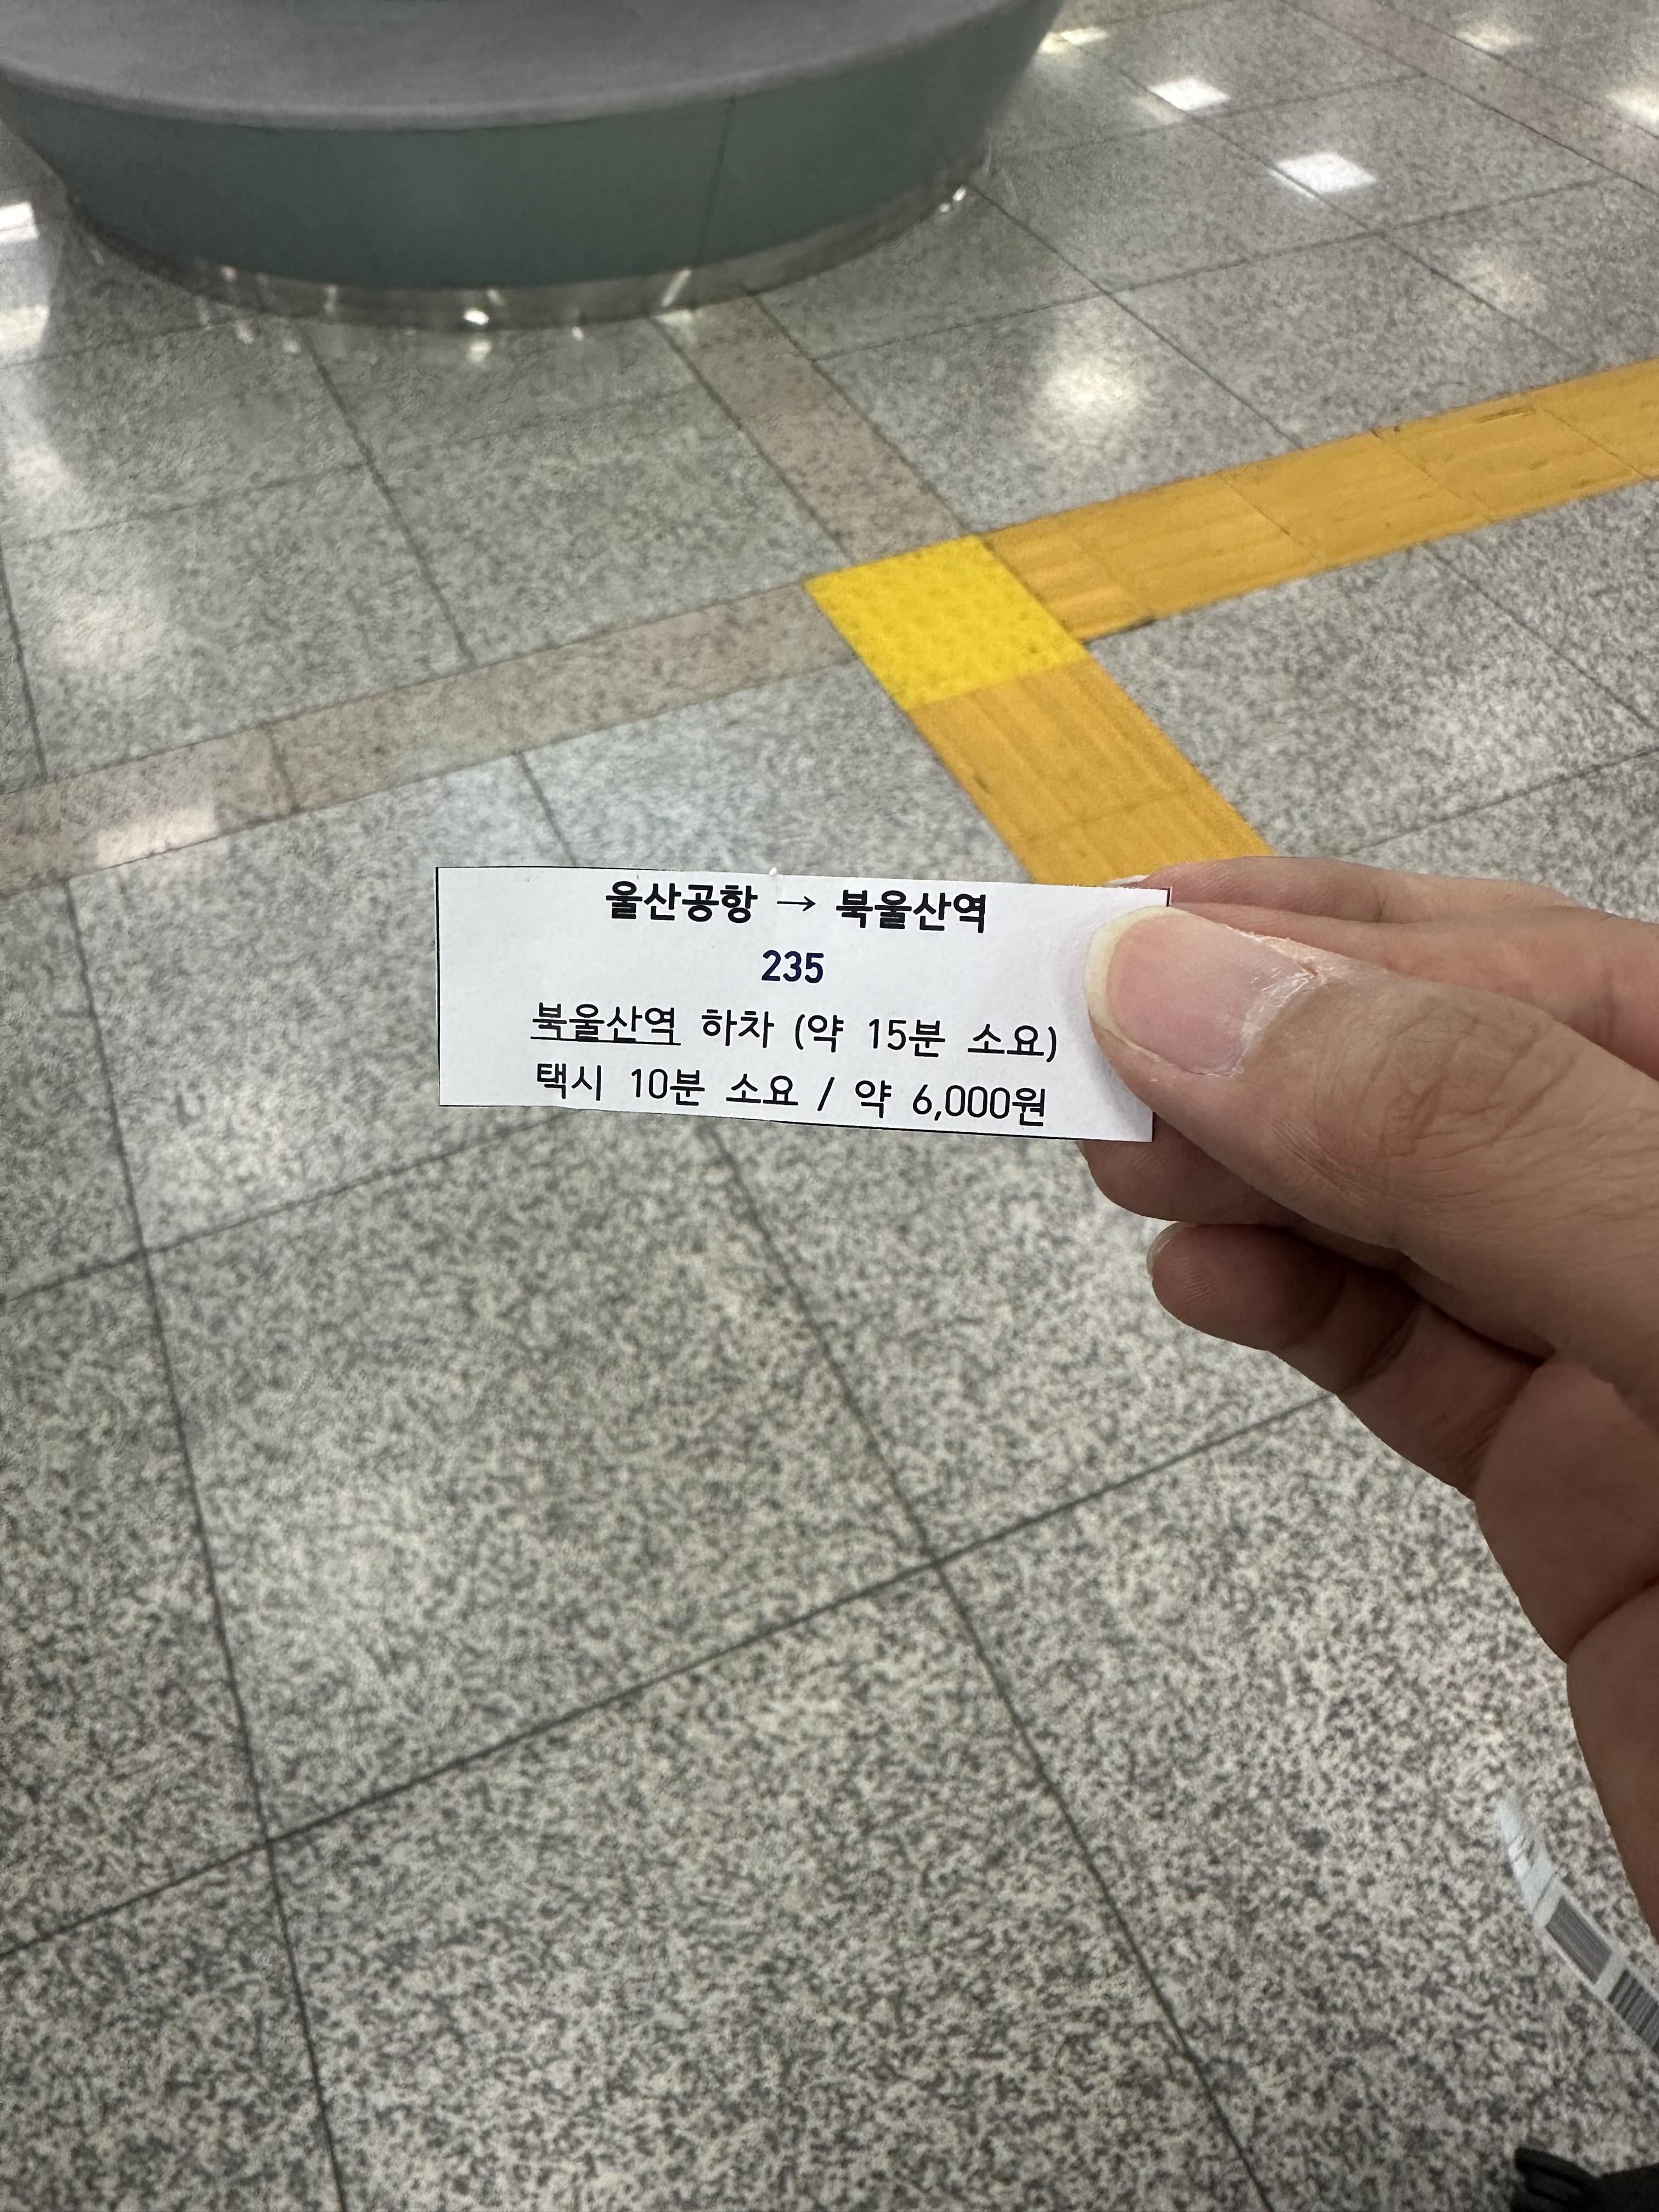 울산공항 → 북울산역
235
북울산역 하차 (약 15분 소요)
택시 10분 소요 / 약 6,000원